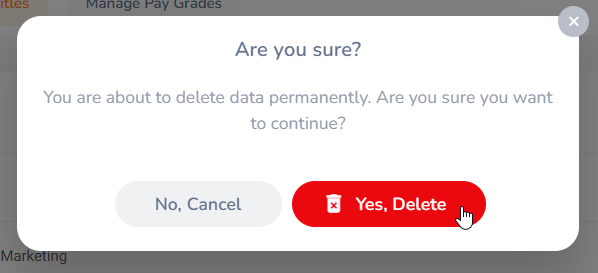 itles Manage Pay Grades
Are you sure?
You are about to delete data permanently. Are you sure you want
to continue?
No, Cancel Yes, Delete
Marketing